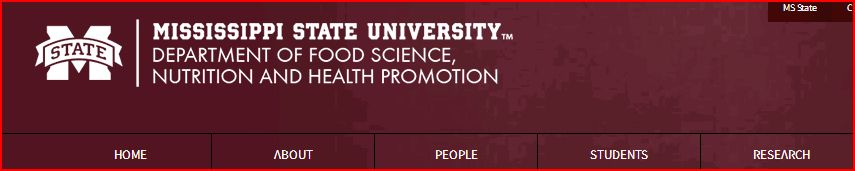 MS State
STATE
MISSISSIPPI STATE UNIVERSITY™
DEPARTMENT OF FOOD SCIENCE,
NUTRITION AND HEALTH PROMOTION
HOME ABOUT PEOPLE STUDENTS RESEARCH